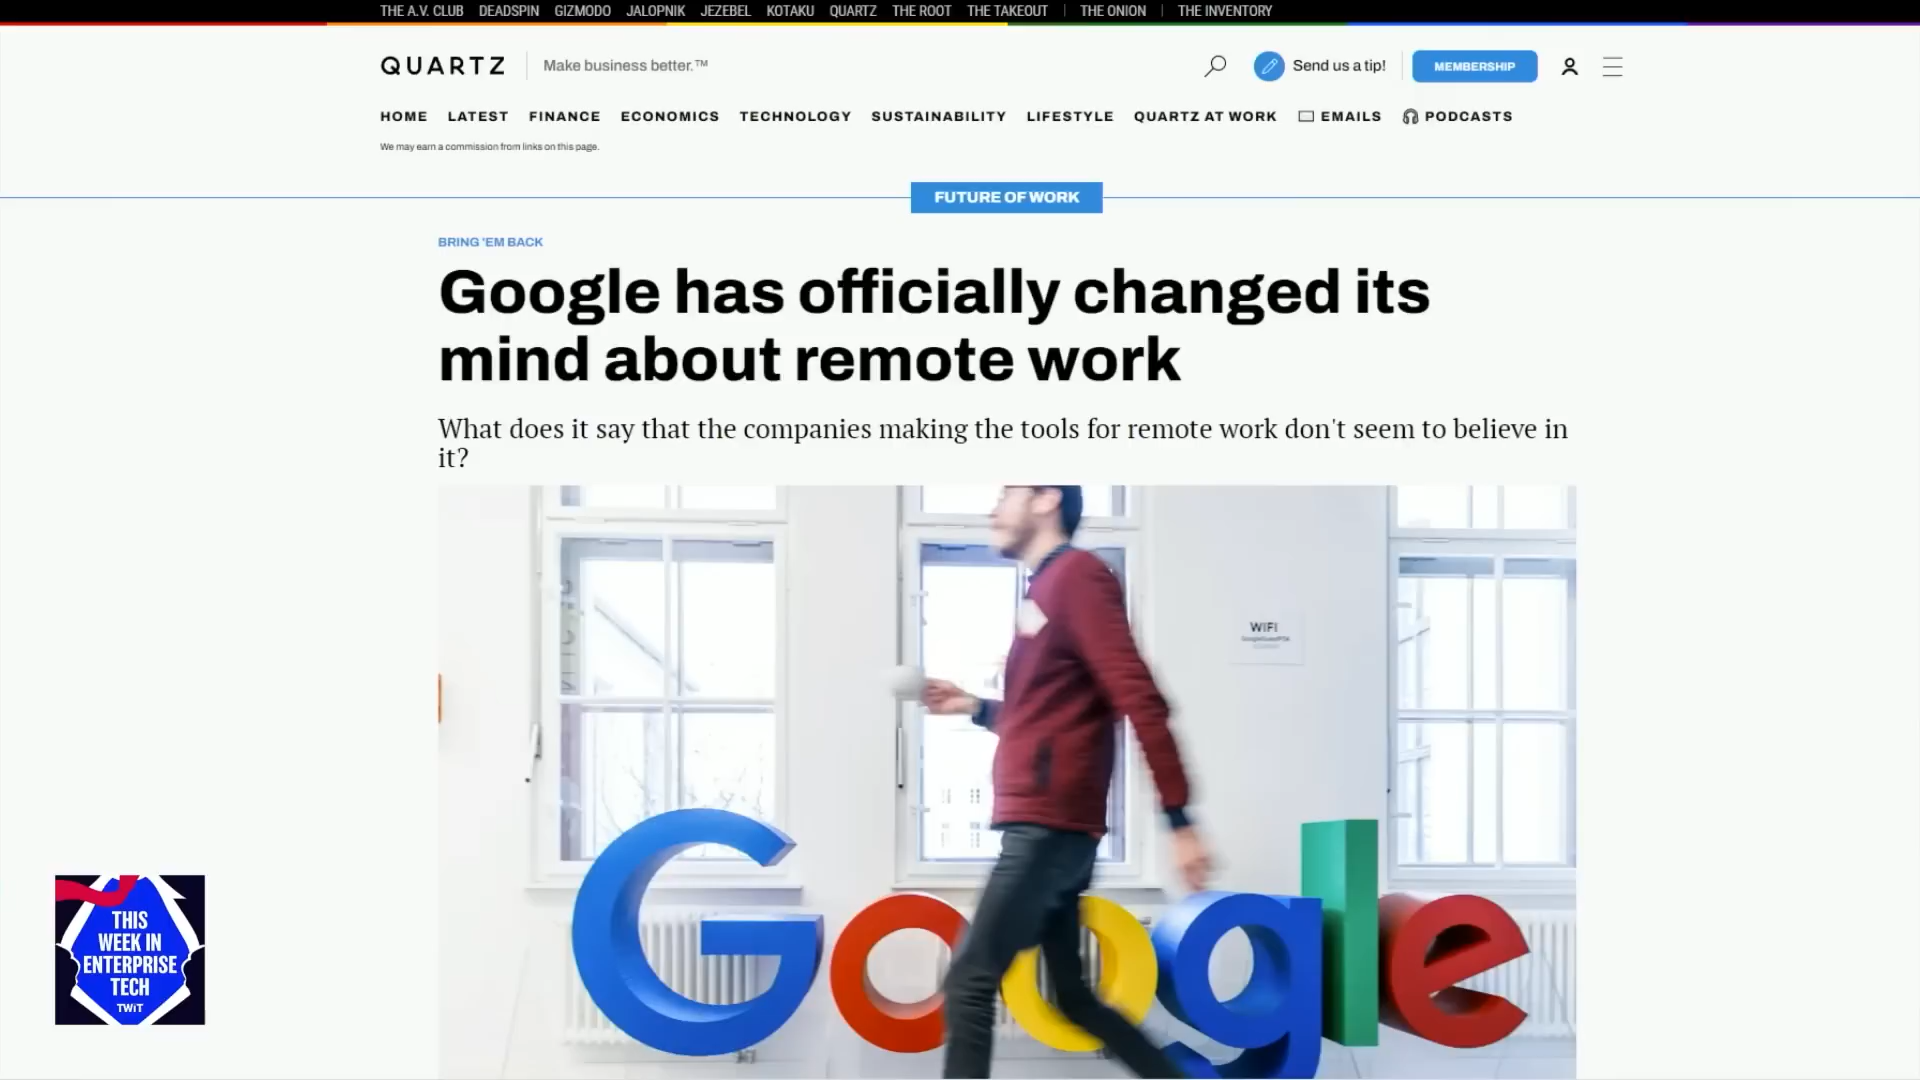 THE A.V. CLUB DEADSPIN GIZMODO JALOPNIK JEZEBEL KOTAKU QUARTZ THE ROOT THE TAKEOUT THE ONION THE INVENTORY
QUARTZ Make business better.™ Send us a tip! MEMBERSHIP
HOME LATEST FINANCE ECONOMICS TECHNOLOGY SUSTAINABILITY LIFESTYLE QUARTZ AT WORK EMAILS PODCASTS
We may earn a commission from links on this page.
FUTURE OF WORK
BRING 'EM BACK
Google has officially changed its
mind about remote work
What does it say that the companies making the tools for remote work don't seem to believe in
it?
WIFI
Google
THIS
WEEK IN
ENTERPRISE
TECH
TWiT